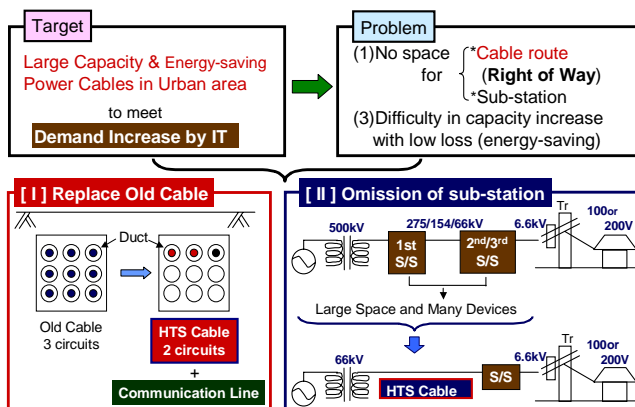 Target
Large Capacity & Energy-saving
Power Cables in Urban area
to meet
Demand Increase by IT
Problem
(1)No space
for
*Cable route
(Right of Way)
*Sub-station
(3)Difficulty in capacity increase
with low loss (energy-saving)
[ I ] Replace Old Cable
Duct
Old Cable
3 circuits
HTS Cable
2 circuits
+
Communication Line
[ II ] Omission of sub-station
500kV
275/154/66kV
6.6kV
Tr
100or
200V
1st
S/S
2nd/3rd
S/S
Large Space and Many Devices
66kV
HTS Cable
S/S
6.6kV
Tr
100or
200V